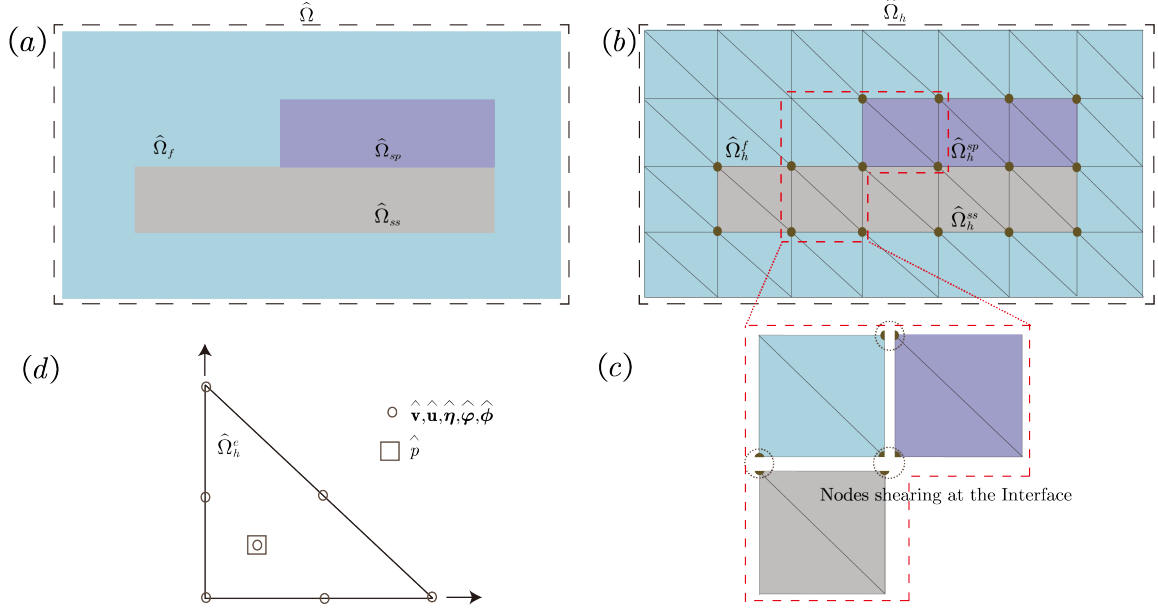 (a)
Ω̂
Ω̂_f
Ω̂_sp
Ω̂_ss
(b)
Ω̂_h
Ω̂_h^f
Ω̂_h^sp
Ω̂_h^ss
(c)
Nodes shearing at the Interface
(d)
Ω̂_h^e
v̂,û,η̂,φ̂,ϕ̂
p̂